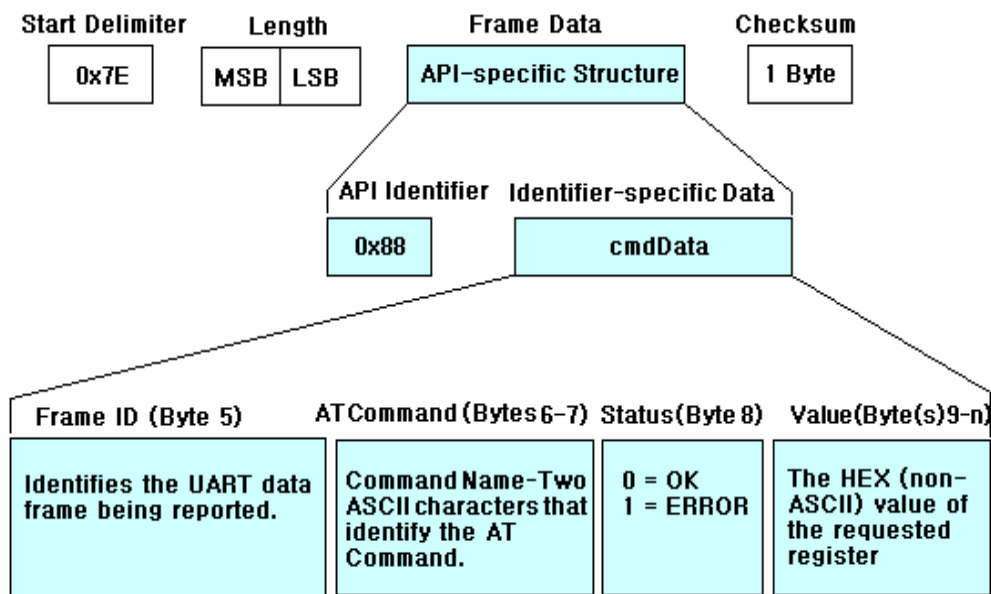 Start Delimiter
Length
Frame Data
Checksum
0x7E
MSB
LSB
API-specific Structure
1 Byte
API Identifier
Identifier-specific Data
0x88
cmdData
Frame ID (Byte 5)
AT Command (Bytes 6-7)
Status (Byte 8)
Value (Byte(s) 9-n)
Identifies the UART data
frame being reported.
Command Name-Two
ASCII characters that
identify the AT
Command.
0 = OK
1 = ERROR
The HEX (non-
ASCII) value of
the requested
register